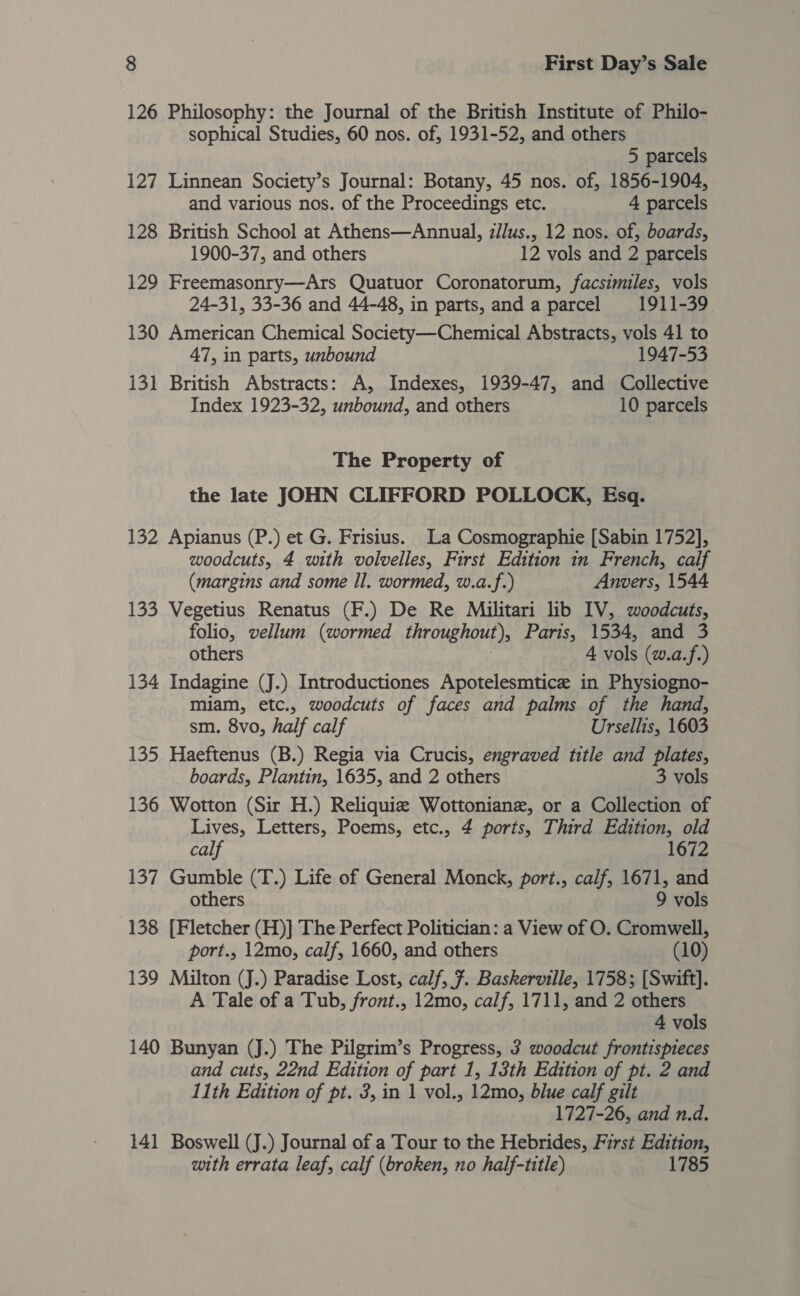 8 First Day’s Sale
126 Philosophy: the Journal of the British Institute of Philo-
sophical Studies, 60 nos. of, 1931-52, and others
5 parcels
127 Linnean Society’s Journal: Botany, 45 nos. of, 1856-1904,
and various nos. of the Proceedings etc. 4 parcels
128 British School at Athens—Annual, illus., 12 nos. of, boards,
1900-37, and others 12 vols and 2 parcels
129 Freemasonry—Ars Quatuor Coronatorum, facsimiles, vols
24-31, 33-36 and 44-48, in parts, and a parcel 1911-39
130 American Chemical Society—Chemical Abstracts, vols 41 to
47, in parts, unbound 1947-53
131 British Abstracts: A, Indexes, 1939-47, and Collective
Index 1923-32, unbound, and others 10 parcels
The Property of
the late JOHN CLIFFORD POLLOCK, Esq.
132 Apianus (P.) et G. Frisius. La Cosmographie [Sabin 1752],
woodcuts, 4 with volvelles, First Edition in French, calf
(margins and some ll. wormed, w.a.f.) Anvers, 1544
133 Vegetius Renatus (F.) De Re Militari lib IV, woodcuts,
folio, vellum (wormed throughout), Paris, 1534, and 3
others 4 vols (w.a.f.)
134 Indagine (J.) Introductiones Apotelesmticæ in Physiogno-
miam, etc., woodcuts of faces and palms of the hand,
sm. 8vo, half calf Ursellis, 1603
135 Haeftenus (B.) Regia via Crucis, engraved title and plates,
boards, Plantin, 1635, and 2 others 3 vols
136 Wotton (Sir H.) Reliquiæ Wottonianæ, or a Collection of
Lives, Letters, Poems, etc., 4 ports, Third Edition, old
calf 1672
137 Gumble (T.) Life of General Monck, port., calf, 1671, and
others 9 vols
138 [Fletcher (H)] The Perfect Politician: a View of O. Cromwell,
port., 12mo, calf, 1660, and others (10)
139 Milton (J.) Paradise Lost, calf, J. Baskerville, 1758; [Swift].
A Tale of a Tub, front., 12mo, calf, 1711, and 2 others
4 vols
140 Bunyan (J.) The Pilgrim’s Progress, 3 woodcut frontispieces
and cuts, 22nd Edition of part 1, 13th Edition of pt. 2 and
11th Edition of pt. 3, in 1 vol., 12mo, blue calf gilt
1727-26, and n.d.
141 Boswell (J.) Journal of a Tour to the Hebrides, First Edition,
with errata leaf, calf (broken, no half-title) 1785